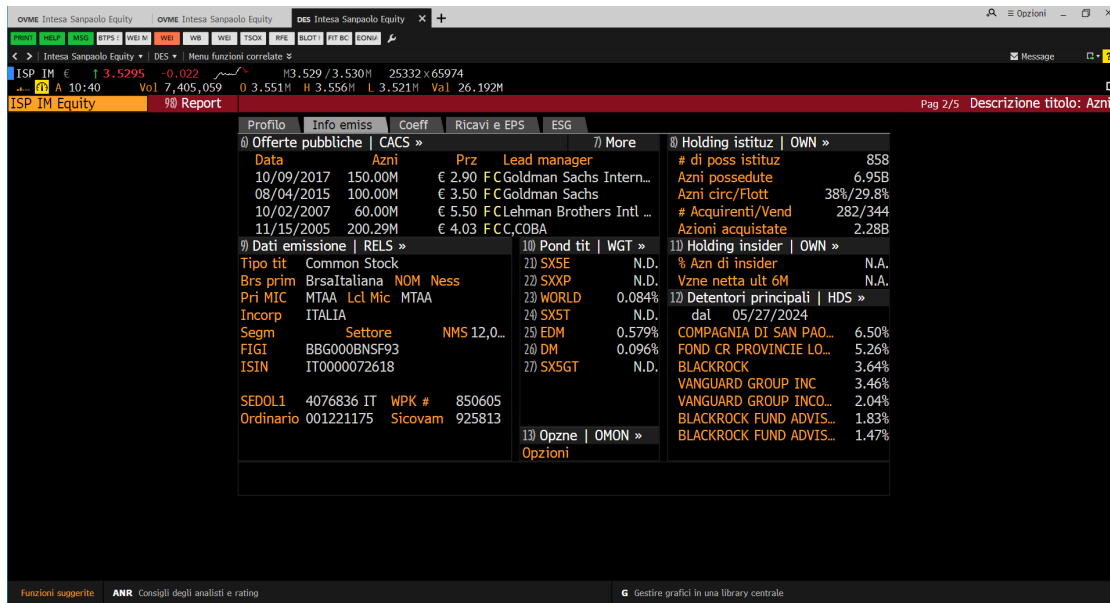 OVME Intesa Sanpaolo Equity OVME Intesa Sanpaolo Equity DES Intesa Sanpaolo Equity × + ≡ Opzioni
PRINT HELP MSG BTPS WEI M WEI WB WEI TSOX RFE BLOT FIT BC EONI
< > Intesa Sanpaolo Equity ▾ DES ▾ Menu funzioni correlate Message
ISP IM € ↑ 3.5295 -0.022 M3.529 /3.530M 25332 x 65974
A 10:40 Vol 7,405,059 O 3.551M H 3.556M L 3.521M Val 26.192M
ISP IM Equity 98) Report Pag 2/5 Descrizione titolo: Azni
Profilo Info emiss Coeff Ricavi e EPS ESG
6) Offerte pubbliche | CACS » 7) More
Data Azni Prz Lead manager
10/09/2017 150.00M € 2.90 F C Goldman Sachs Intern…
08/04/2015 100.00M € 3.50 F C Goldman Sachs
10/02/2007 60.00M € 5.50 F C Lehman Brothers Intl …
11/15/2005 200.29M € 4.03 F C CC,COBA
8) Holding istituz | OWN »
# di poss istituz 858
Azni possedute 6.95B
Azni circ/Flott 38%/29.8%
# Acquirenti/Vend 282/344
Azioni acquistate 2.28B
9) Dati emissione | RELS »
Tipo tit Common Stock
Brs prim BrsaItaliana NOM Ness
Pri MIC MTAA Lcl Mic MTAA
Incorp ITALIA
Segm Settore NMS 12,0…
FIGI BBG000BNSF93
ISIN IT0000072618
SEDOL1 4076836 IT WPK # 850605
Ordinario 001221175 Sicovam 925813
10) Pond tit | WGT »
21) SX5E N.D.
22) SXXP N.D.
23) WORLD 0.084%
24) SX5T N.D.
25) EDM 0.579%
26) DM 0.096%
27) SX5GT N.D.
13) Opzne | OMON »
Opzioni
11) Holding insider | OWN »
% Azn di insider N.A.
Vzne netta ult 6M N.A.
12) Detentori principali | HDS »
dal 05/27/2024
COMPAGNIA DI SAN PAO… 6.50%
FOND CR PROVINCIE LO… 5.26%
BLACKROCK 3.64%
VANGUARD GROUP INC 3.46%
VANGUARD GROUP INCO… 2.04%
BLACKROCK FUND ADVIS… 1.83%
BLACKROCK FUND ADVIS… 1.47%
Funzioni suggerite ANR Consigli degli analisti e rating G Gestire grafici in una library centrale